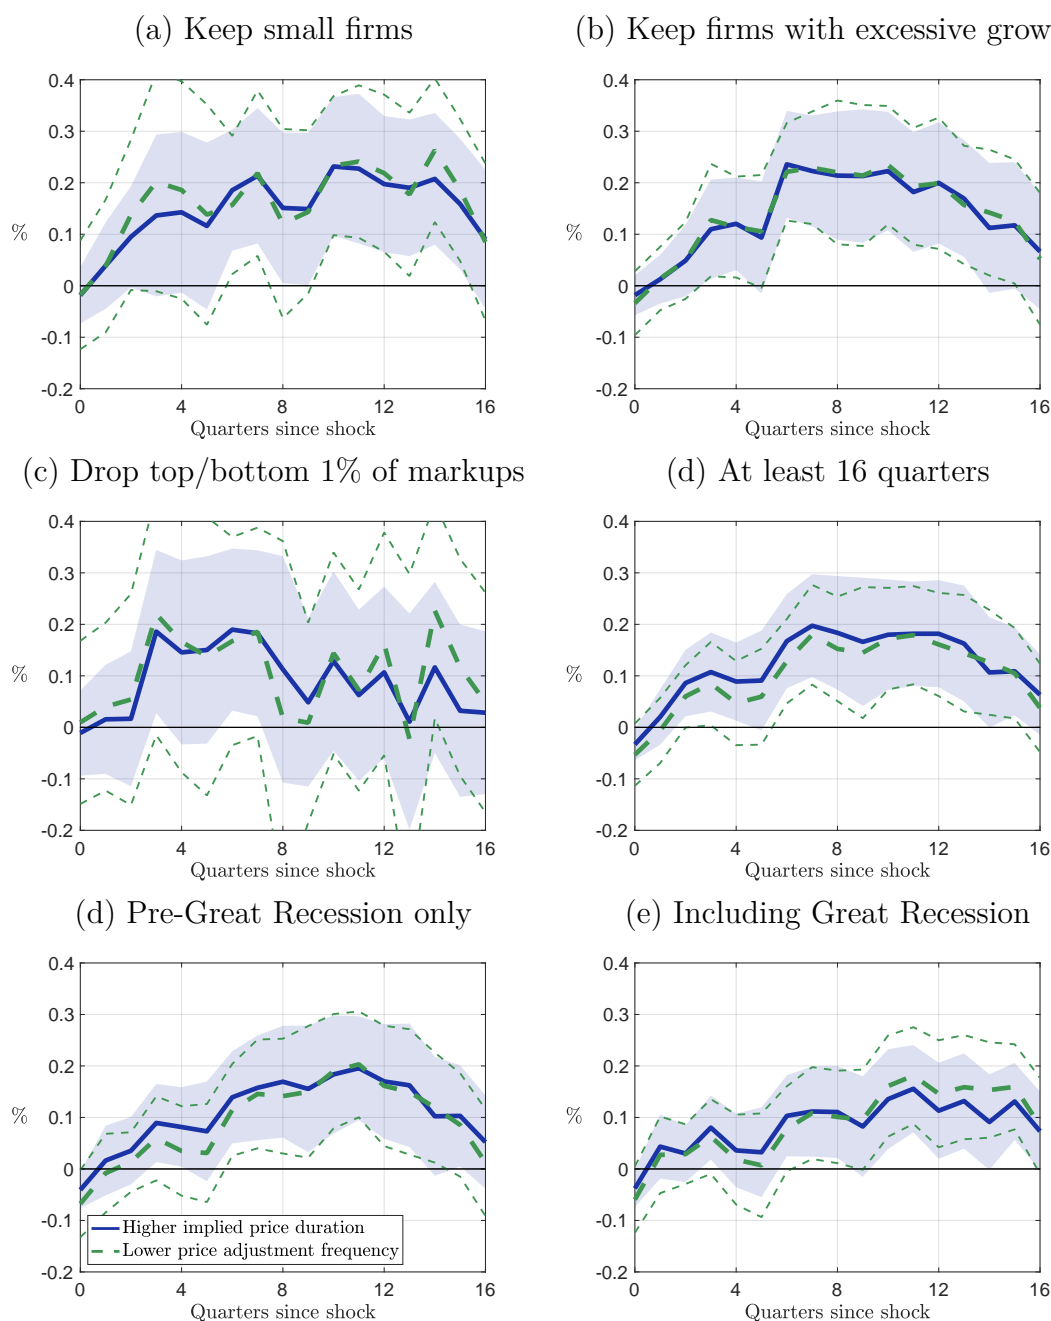 (a) Keep small firms
(b) Keep firms with excessive grow
0.4
0.3
0.2
0.1
0
-0.1
-0.2
%
0 4 8 12 16
Quarters since shock
0.4
0.3
0.2
0.1
0
-0.1
-0.2
%
0 4 8 12 16
Quarters since shock
(c) Drop top/bottom 1% of markups
(d) At least 16 quarters
0.4
0.3
0.2
0.1
0
-0.1
-0.2
%
0 4 8 12 16
Quarters since shock
0.4
0.3
0.2
0.1
0
-0.1
-0.2
%
0 4 8 12 16
Quarters since shock
(d) Pre-Great Recession only
(e) Including Great Recession
0.4
0.3
0.2
0.1
0
-0.1
-0.2
%
Higher implied price duration
Lower price adjustment frequency
0 4 8 12 16
Quarters since shock
0.4
0.3
0.2
0.1
0
-0.1
-0.2
%
0 4 8 12 16
Quarters since shock